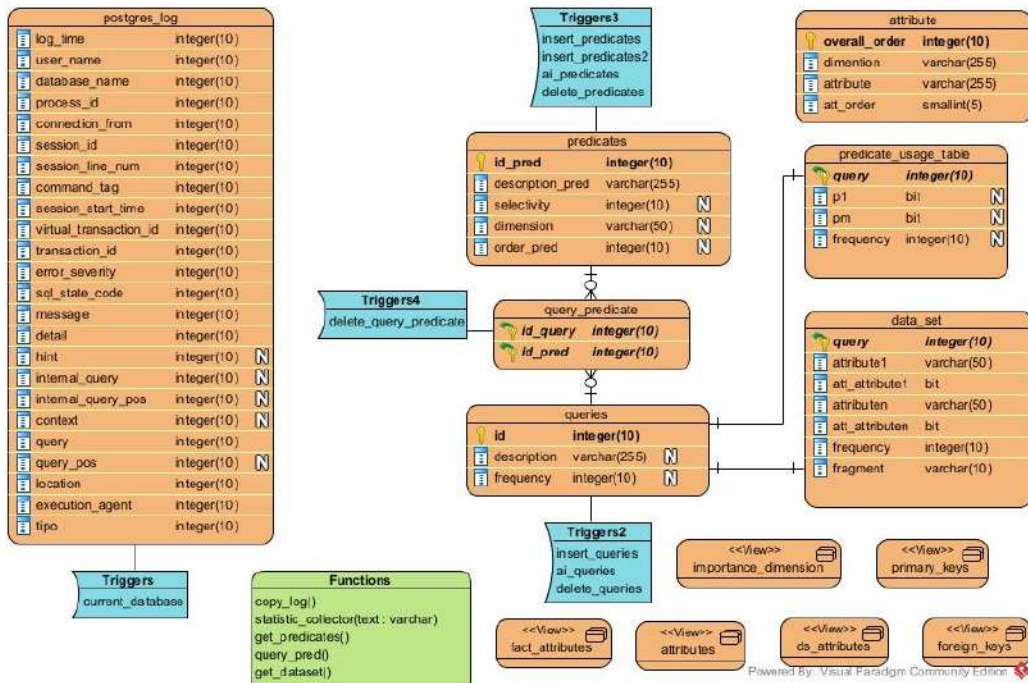 postgres_log
log_time integer(10)
user_name integer(10)
database_name integer(10)
process_id integer(10)
connection_from integer(10)
session_id integer(10)
session_line_num integer(10)
command_tag integer(10)
session_start_time integer(10)
virtual_transaction_id integer(10)
transaction_id integer(10)
error_severity integer(10)
sql_state_code integer(10)
message integer(10)
detail integer(10)
hint integer(10) N
internal_query integer(10) N
internal_query_pos integer(10) N
context integer(10) N
query integer(10)
query_pos integer(10) N
location integer(10)
execution_agent integer(10)
tipo integer(10)
Triggers
current_database
Functions
copy_log()
statistic_collector(text : varchar)
get_predicates()
query_pred()
get_dataset()
Triggers3
insert_predicates
insert_predicates2
ai_predicates
delete_predicates
predicates
id_pred integer(10)
description_pred varchar(255)
selectivity integer(10) N
dimension varchar(50) N
order_pred integer(10) N
Triggers4
delete_query_predicate
query_predicate
id_query integer(10)
id_pred integer(10)
queries
id integer(10)
description varchar(255) N
frequency integer(10) N
Triggers2
insert_queries
ai_queries
delete_queries
attribute
overall_order integer(10)
dimention varchar(255)
attribute varchar(255)
att_order smallint(5)
predicate_usage_table
query integer(10)
p1 bit N
pm bit N
frequency integer(10) N
data_set
query integer(10)
attribute1 varchar(50)
att_attribute1 bit
attributen varchar(50)
att_attributen bit
frequency integer(10)
fragment varchar(10)
<<View>>
importance_dimension
<<View>>
primary_keys
<<View>>
fact_attributes
<<View>>
attributes
<<View>>
ds_attributes
<<View>>
foreign_keys
Powered By: Visual Paradigm Community Edition